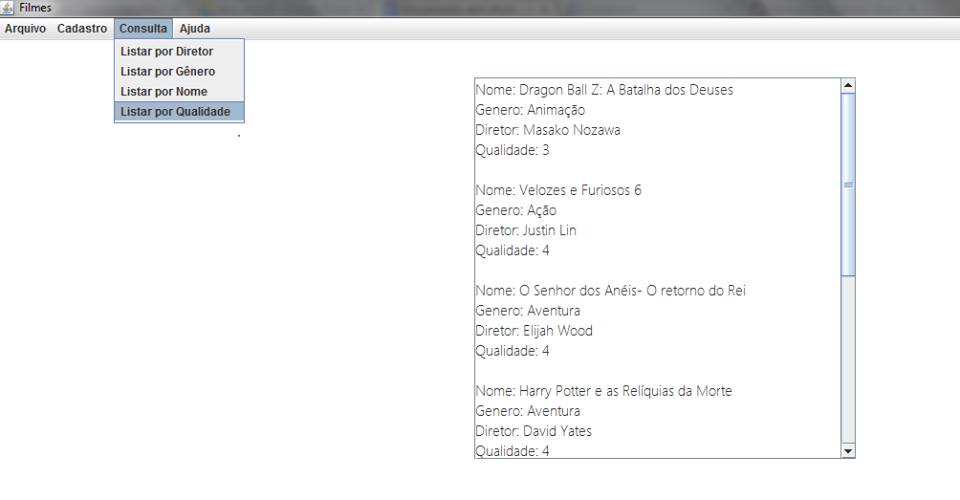 Filmes
Arquivo Cadastro Consulta Ajuda
Listar por Diretor
Listar por Gênero
Listar por Nome
Listar por Qualidade
Nome: Dragon Ball Z: A Batalha dos Deuses
Genero: Animação
Diretor: Masako Nozawa
Qualidade: 3
Nome: Velozes e Furiosos 6
Genero: Ação
Diretor: Justin Lin
Qualidade: 4
Nome: O Senhor dos Anéis- O retorno do Rei
Genero: Aventura
Diretor: Elijah Wood
Qualidade: 4
Nome: Harry Potter e as Relíquias da Morte
Genero: Aventura
Diretor: David Yates
Qualidade: 4